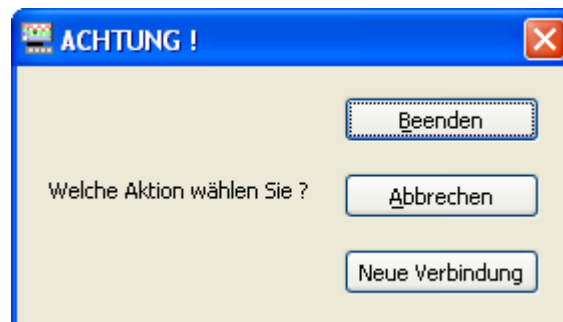 ACHTUNG !
Beenden
Welche Aktion wählen Sie ?
Abbrechen
Neue Verbindung